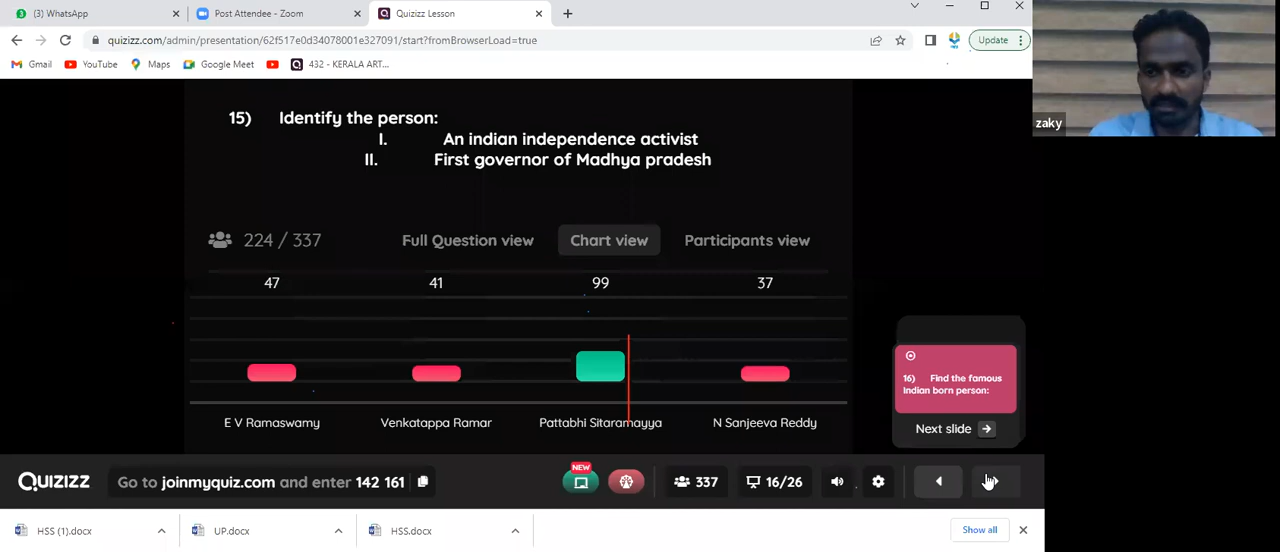 (3) WhatsApp
Post Attendee - Zoom
Quizizz Lesson
quizizz.com/admin/presentation/62f517e0d34078001e327091/start?fromBrowserLoad=true
Update
Gmail
YouTube
Maps
Google Meet
432 - KERALA ART...
zaky
15) Identify the person:
I. An indian independence activist
II. First governor of Madhya pradesh
224 / 337
Full Question view
Chart view
Participants view
47
41
99
37
E V Ramaswamy
Venkatappa Ramar
Pattabhi Sitaramayya
N Sanjeeva Reddy
16) Find the famous
Indian born person:
Next slide
QUIZIZZ
Go to joinmyquiz.com and enter 142 161
NEW
337
16/26
HSS (1).docx
UP.docx
HSS.docx
Show all